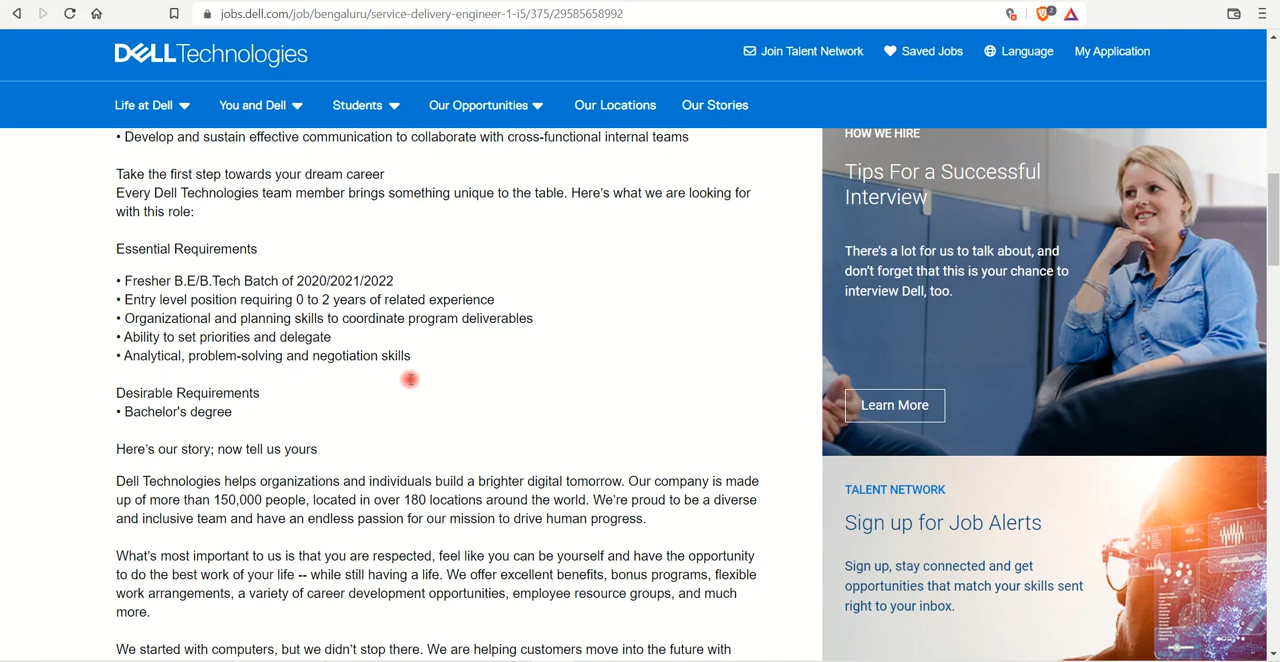 jobs.dell.com/job/bengaluru/service-delivery-engineer-1-i5/375/29585658992
2
DELL Technologies
Join Talent Network
Saved Jobs
Language
My Application
Life at Dell
You and Dell
Students
Our Opportunities
Our Locations
Our Stories
• Develop and sustain effective communication to collaborate with cross-functional internal teams
Take the first step towards your dream career
Every Dell Technologies team member brings something unique to the table. Here’s what we are looking for
with this role:
Essential Requirements
• Fresher B.E/B.Tech Batch of 2020/2021/2022
• Entry level position requiring 0 to 2 years of related experience
• Organizational and planning skills to coordinate program deliverables
• Ability to set priorities and delegate
• Analytical, problem-solving and negotiation skills
Desirable Requirements
• Bachelor's degree
Here’s our story; now tell us yours
Dell Technologies helps organizations and individuals build a brighter digital tomorrow. Our company is made
up of more than 150,000 people, located in over 180 locations around the world. We’re proud to be a diverse
and inclusive team and have an endless passion for our mission to drive human progress.
What’s most important to us is that you are respected, feel like you can be yourself and have the opportunity
to do the best work of your life -- while still having a life. We offer excellent benefits, bonus programs, flexible
work arrangements, a variety of career development opportunities, employee resource groups, and much
more.
We started with computers, but we didn’t stop there. We are helping customers move into the future with
HOW WE HIRE
Tips For a Successful
Interview
There’s a lot for us to talk about, and
don’t forget that this is your chance to
interview Dell, too.
Learn More
TALENT NETWORK
Sign up for Job Alerts
Sign up, stay connected and get
opportunities that match your skills sent
right to your inbox.